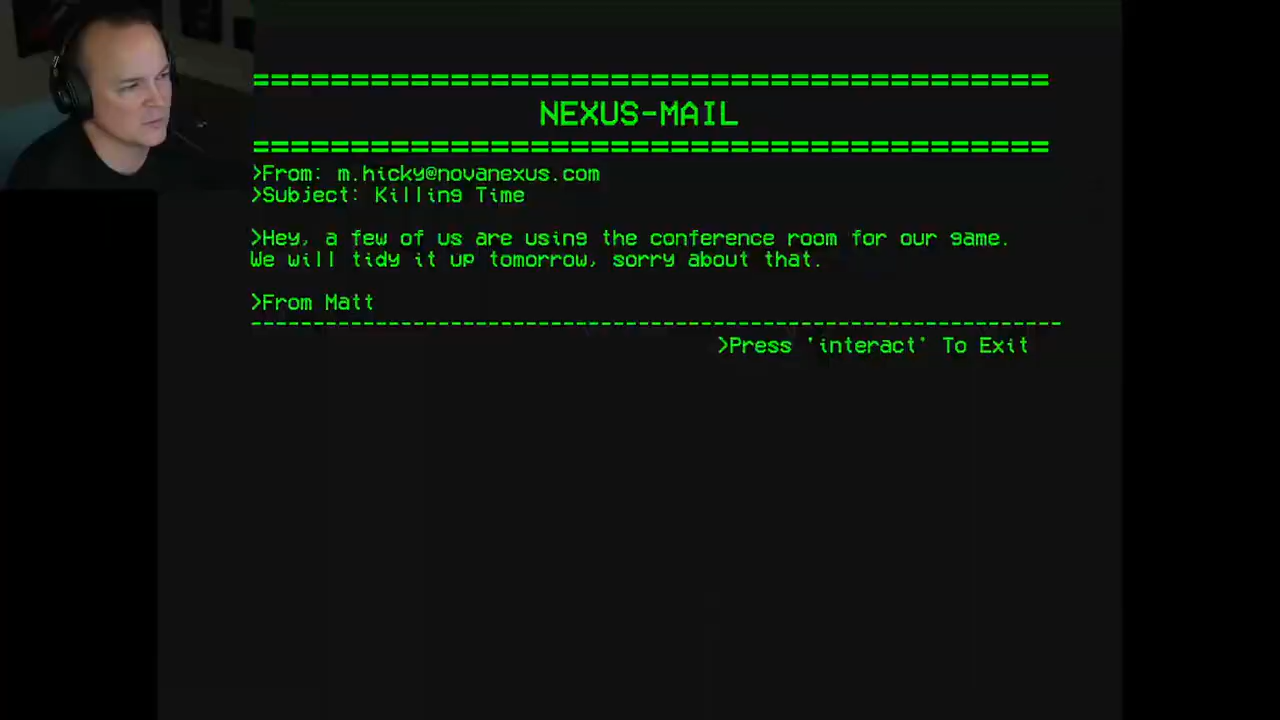 ========================================
NEXUS-MAIL
========================================
>From: m.hicky@novanexus.com
>Subject: Killing Time
>Hey, a few of us are using the conference room for our game.
We will tidy it up tomorrow, sorry about that.
>From Matt
-----------------------------------------------------------------
>Press 'interact' To Exit